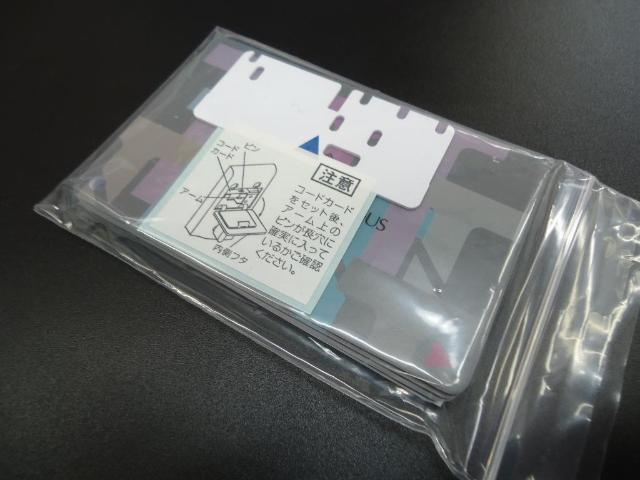 注意
コードカード
をセット後、
アーム上の
ピンが長穴に
確実に入って
いるかご確認
ください。
コード
カード
ピン
アーム
内側フタ
US